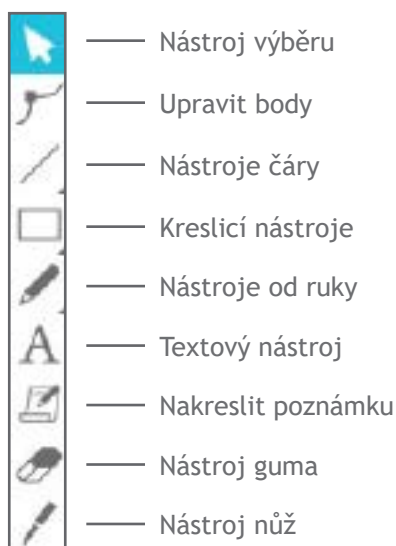 Nástroj výběru
Upravit body
Nástroje čáry
Kreslicí nástroje
Nástroje od ruky
Textový nástroj
Nakreslit poznámku
Nástroj guma
Nástroj nůž